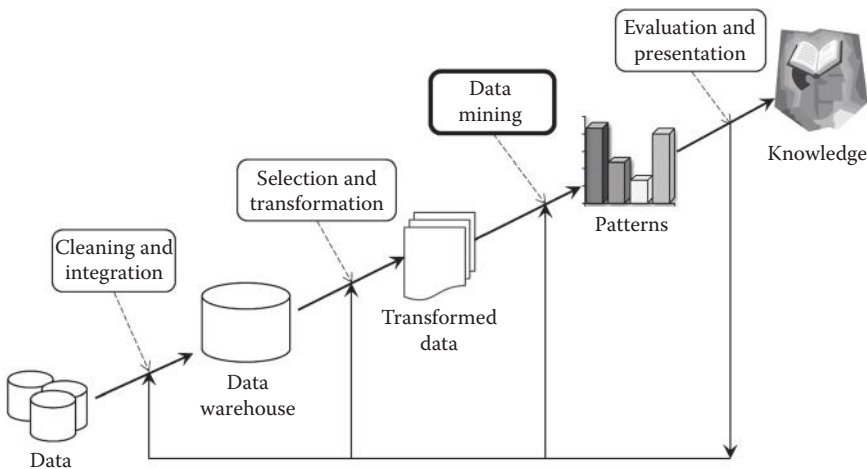 Evaluation and
presentation
Data
mining
Knowledge
Selection and
transformation
Patterns
Cleaning and
integration
Transformed
data
Data
warehouse
Data